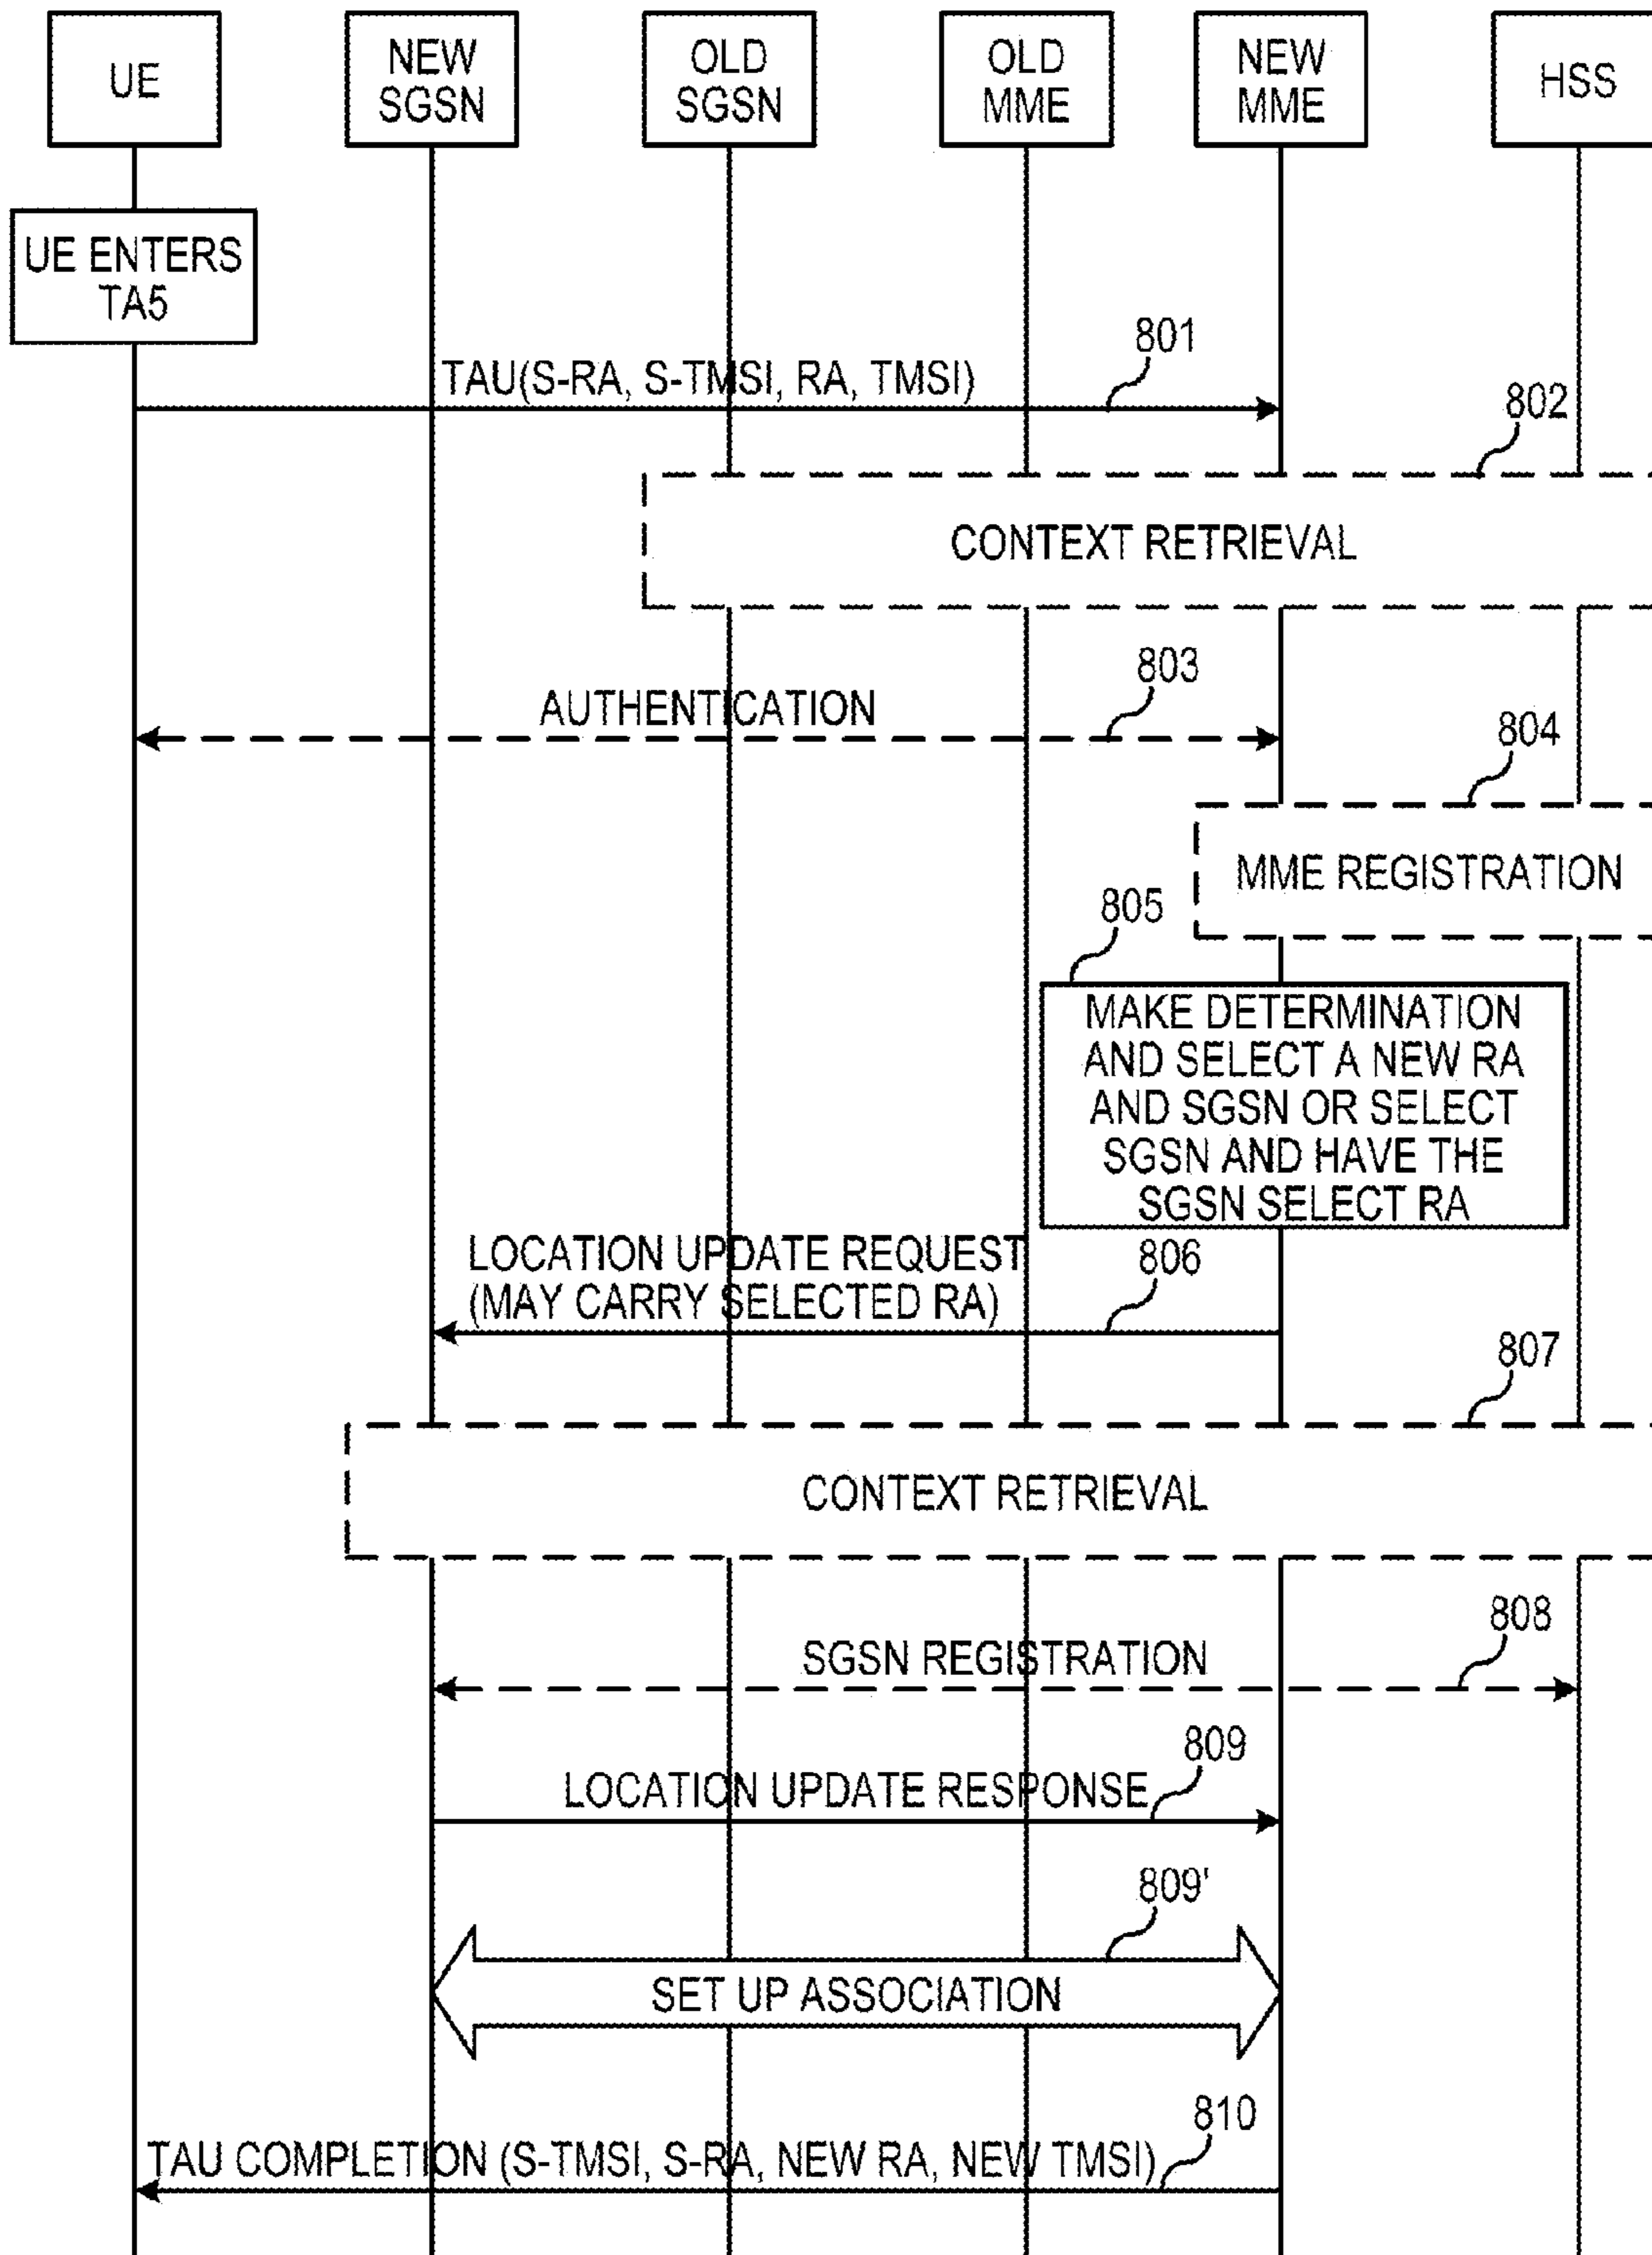 UE
NEW
SGSN
OLD
SGSN
OLD
MME
NEW
MME
HSS
UE ENTERS
TA5
801
TAU(S-RA, S-TMSI, RA, TMSI)
802
CONTEXT RETRIEVAL
803
AUTHENTICATION
804
MME REGISTRATION
805
MAKE DETERMINATION
AND SELECT A NEW RA
AND SGSN OR SELECT
SGSN AND HAVE THE
SGSN SELECT RA
LOCATION UPDATE REQUEST
(MAY CARRY SELECTED RA)
806
807
CONTEXT RETRIEVAL
808
SGSN REGISTRATION
809
LOCATION UPDATE RESPONSE
809'
SET UP ASSOCIATION
810
TAU COMPLETION (S-TMSI, S-RA, NEW RA, NEW TMSI)